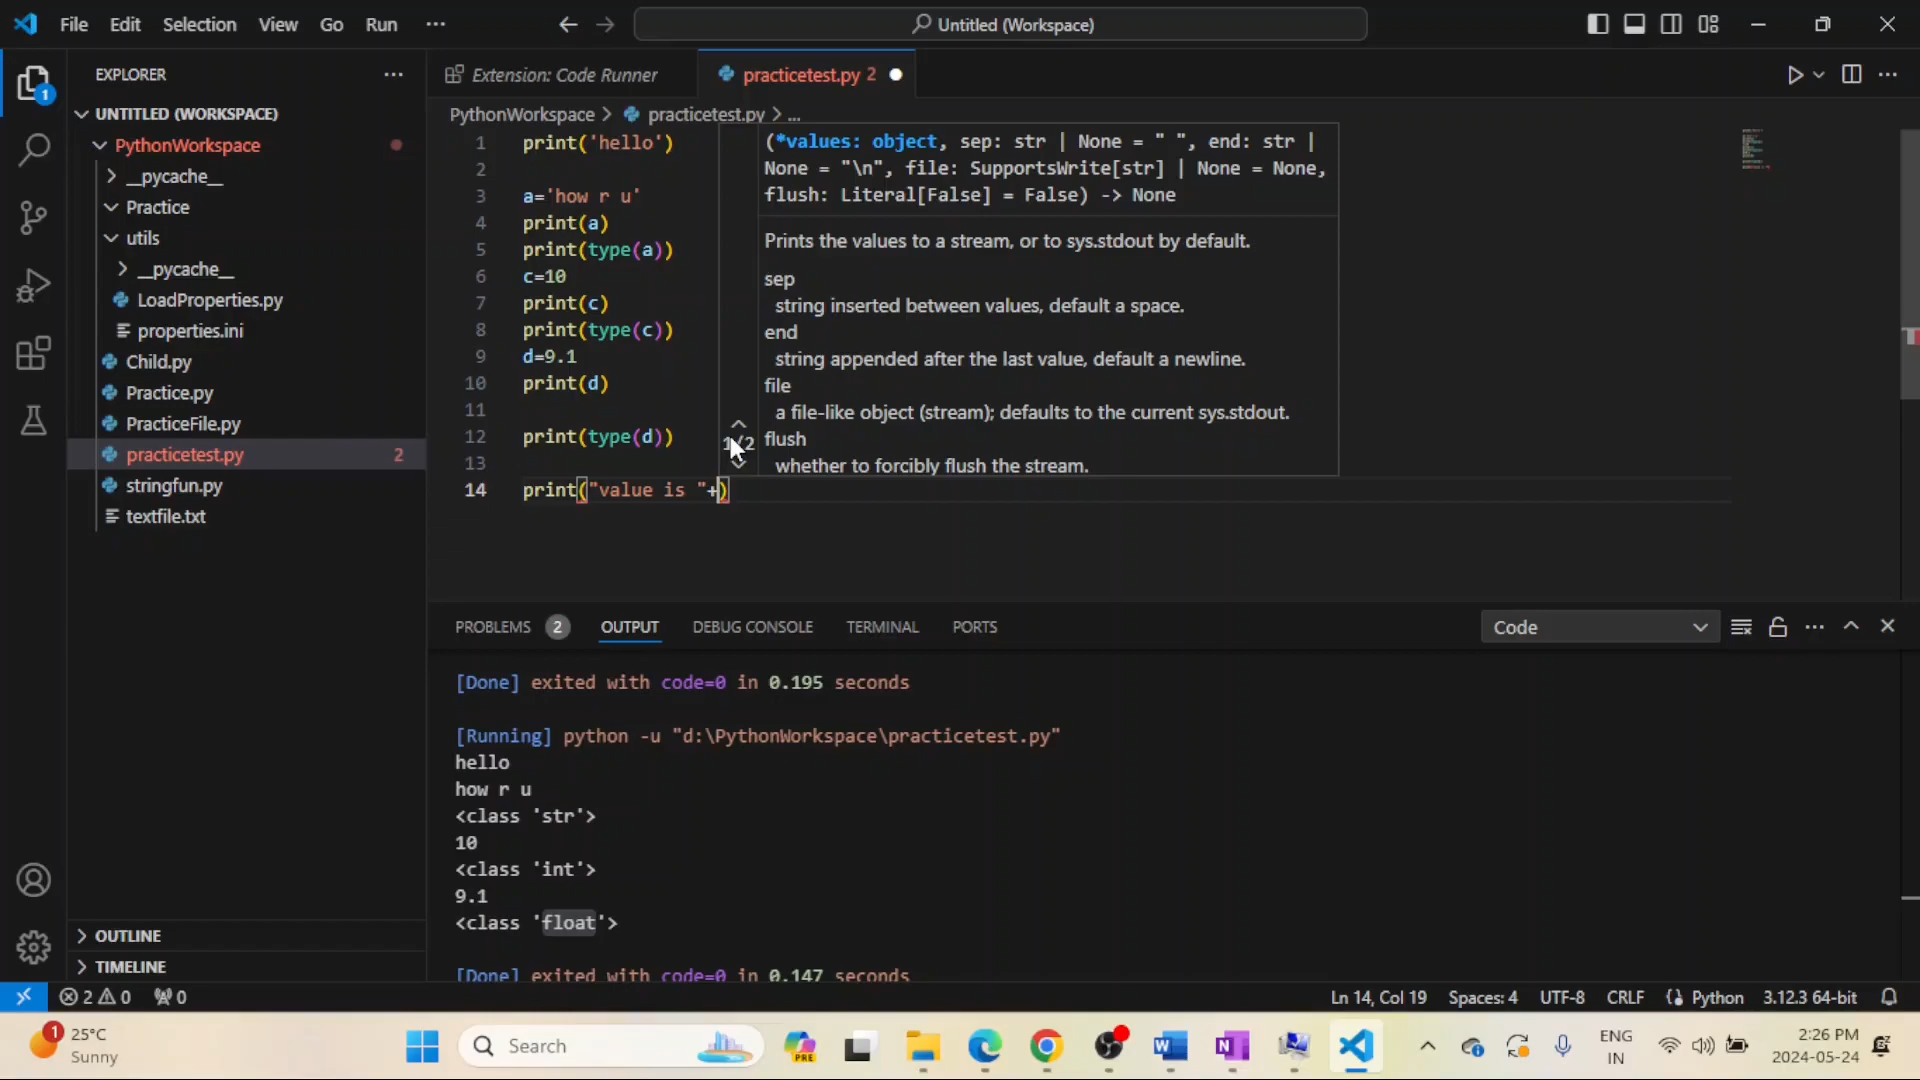 File Edit Selection View Go Run ··· Untitled (Workspace)
EXPLORER ···
Extension: Code Runner
practicetest.py 2
1
UNTITLED (WORKSPACE)
PythonWorkspace
__pycache__
Practice
utils
__pycache__
LoadProperties.py
properties.ini
Child.py
Practice.py
PracticeFile.py
practicetest.py 2
stringfun.py
textfile.txt
OUTLINE
TIMELINE
PythonWorkspace > practicetest.py > ...
1 print('hello')
2
3 a='how r u'
4 print(a)
5 print(type(a))
6 c=10
7 print(c)
8 print(type(c))
9 d=9.1
10 print(d)
11
12 print(type(d))
13
14 print("value is "+)
(*values: object, sep: str | None = " ", end: str |
None = "\n", file: SupportsWrite[str] | None = None,
flush: Literal[False] = False) -> None
Prints the values to a stream, or to sys.stdout by default.
sep
string inserted between values, default a space.
end
string appended after the last value, default a newline.
file
a file-like object (stream); defaults to the current sys.stdout.
flush
whether to forcibly flush the stream.
PROBLEMS 2 OUTPUT DEBUG CONSOLE TERMINAL PORTS Code
[Done] exited with code=0 in 0.195 seconds
[Running] python -u "d:\PythonWorkspace\practicetest.py"
hello
how r u
<class 'str'>
10
<class 'int'>
9.1
<class 'float'>
[Done] exited with code=0 in 0.147 seconds
2 0 0 Ln 14, Col 19 Spaces: 4 UTF-8 CRLF Python 3.12.3 64-bit
1 25°C
Sunny
Search
PRE
ENG
IN
2:26 PM
2024-05-24